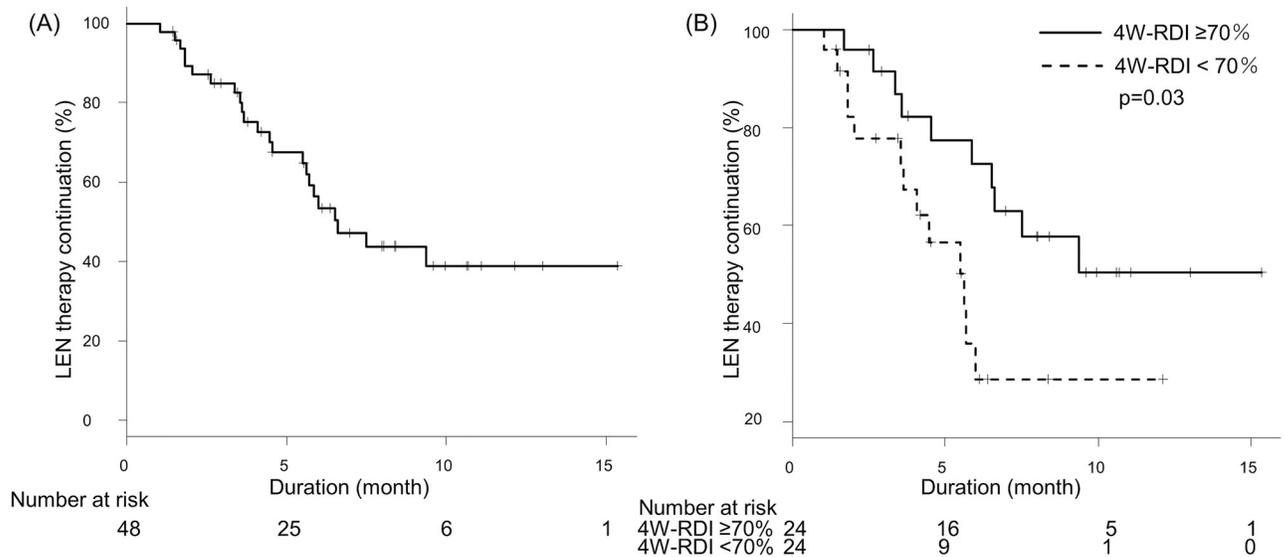 (A)
LEN therapy continuation (%)
100
80
60
40
20
0
0 5 10 15
Duration (month)
Number at risk
48 25 6 1
(B)
4W-RDI ≥70%
4W-RDI < 70%
p=0.03
LEN therapy continuation (%)
100
80
60
40
20
0 5 10 15
Duration (month)
Number at risk
4W-RDI ≥70% 24 16 5 1
4W-RDI <70% 24 9 1 0